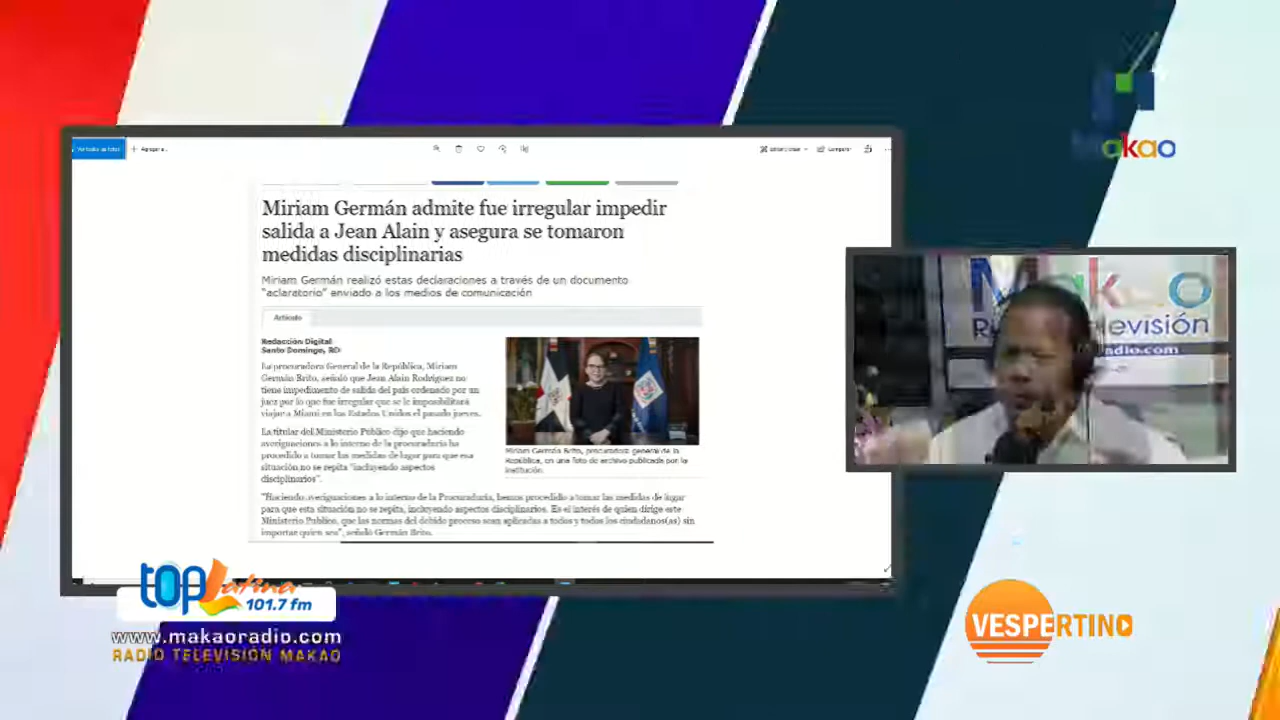 Makao
Agregar a...
Miriam Germán admite fue irregular impedir
salida a Jean Alain y asegura se tomaron
medidas disciplinarias
Miriam Germán realizó estas declaraciones a través de un documento
"aclaratorio" enviado a los medios de comunicación
Artículo
Redacción Digital
Santo Domingo, RD
La procuradora General de la República, Miriam
Germán Brito, señaló que Jean Alain Rodríguez no
tiene impedimento de salida del país ordenado por un
juez por lo que fue irregular que se le imposibilitara
viajar a Miami en los Estados Unidos el pasado jueves.
La titular del Ministerio Público dijo que haciendo
averiguaciones a lo interno de la procuraduría ha
procedido a tomar las medidas de lugar para que esa
situación no se repita "incluyendo aspectos
disciplinarios".
Miriam Germán Brito, procuradora general de la
República, en una foto de archivo publicada por la
institución.
"Haciendo averiguaciones a lo interno de la Procuraduría, hemos procedido a tomar las medidas de lugar
para que esta situación no se repita, incluyendo aspectos disciplinarios. Es el interés de quien dirige este
Ministerio Público, que las normas del debido proceso sean aplicadas a todos y todos los ciudadanos(as) sin
importar quien sea", señaló Germán Brito.
levisión
radio.com
top Latina
101.7 fm
www.makaoradio.com
RADIO TELEVISIÓN MAKAO
VESPERTINO